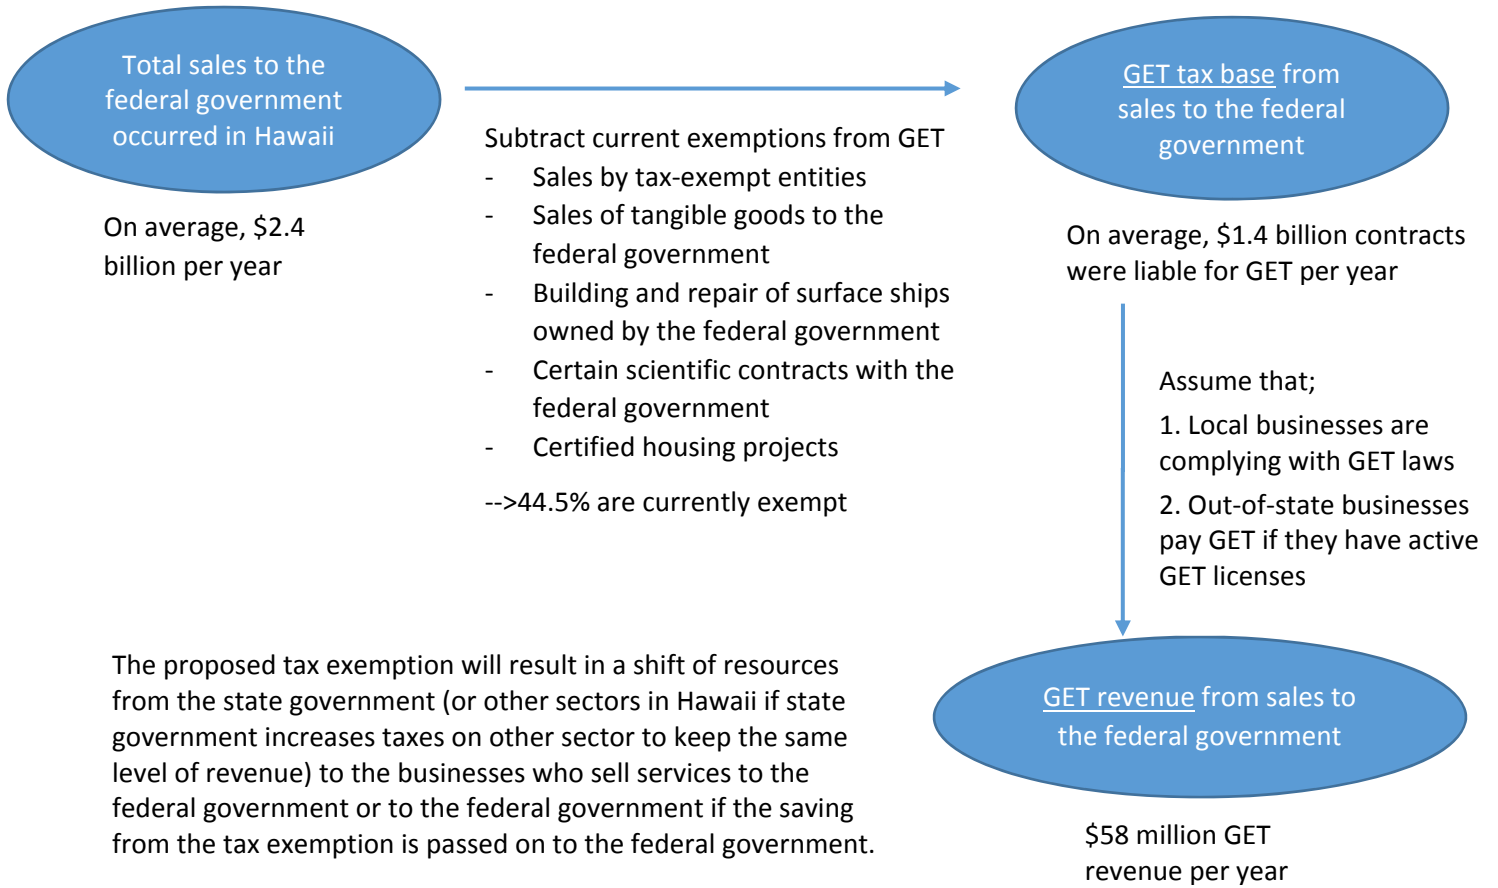 Total sales to the
federal government
occurred in Hawaii
On average, $2.4
billion per year
Subtract current exemptions from GET
- Sales by tax-exempt entities
- Sales of tangible goods to the
federal government
- Building and repair of surface ships
owned by the federal government
- Certain scientific contracts with the
federal government
- Certified housing projects
-->44.5% are currently exempt
GET tax base from
sales to the federal
government
On average, $1.4 billion contracts
were liable for GET per year
Assume that;
1. Local businesses are
complying with GET laws
2. Out-of-state businesses
pay GET if they have active
GET licenses
The proposed tax exemption will result in a shift of resources
from the state government (or other sectors in Hawaii if state
government increases taxes on other sector to keep the same
level of revenue) to the businesses who sell services to the
federal government or to the federal government if the saving
from the tax exemption is passed on to the federal government.
GET revenue from sales to
the federal government
$58 million GET
revenue per year